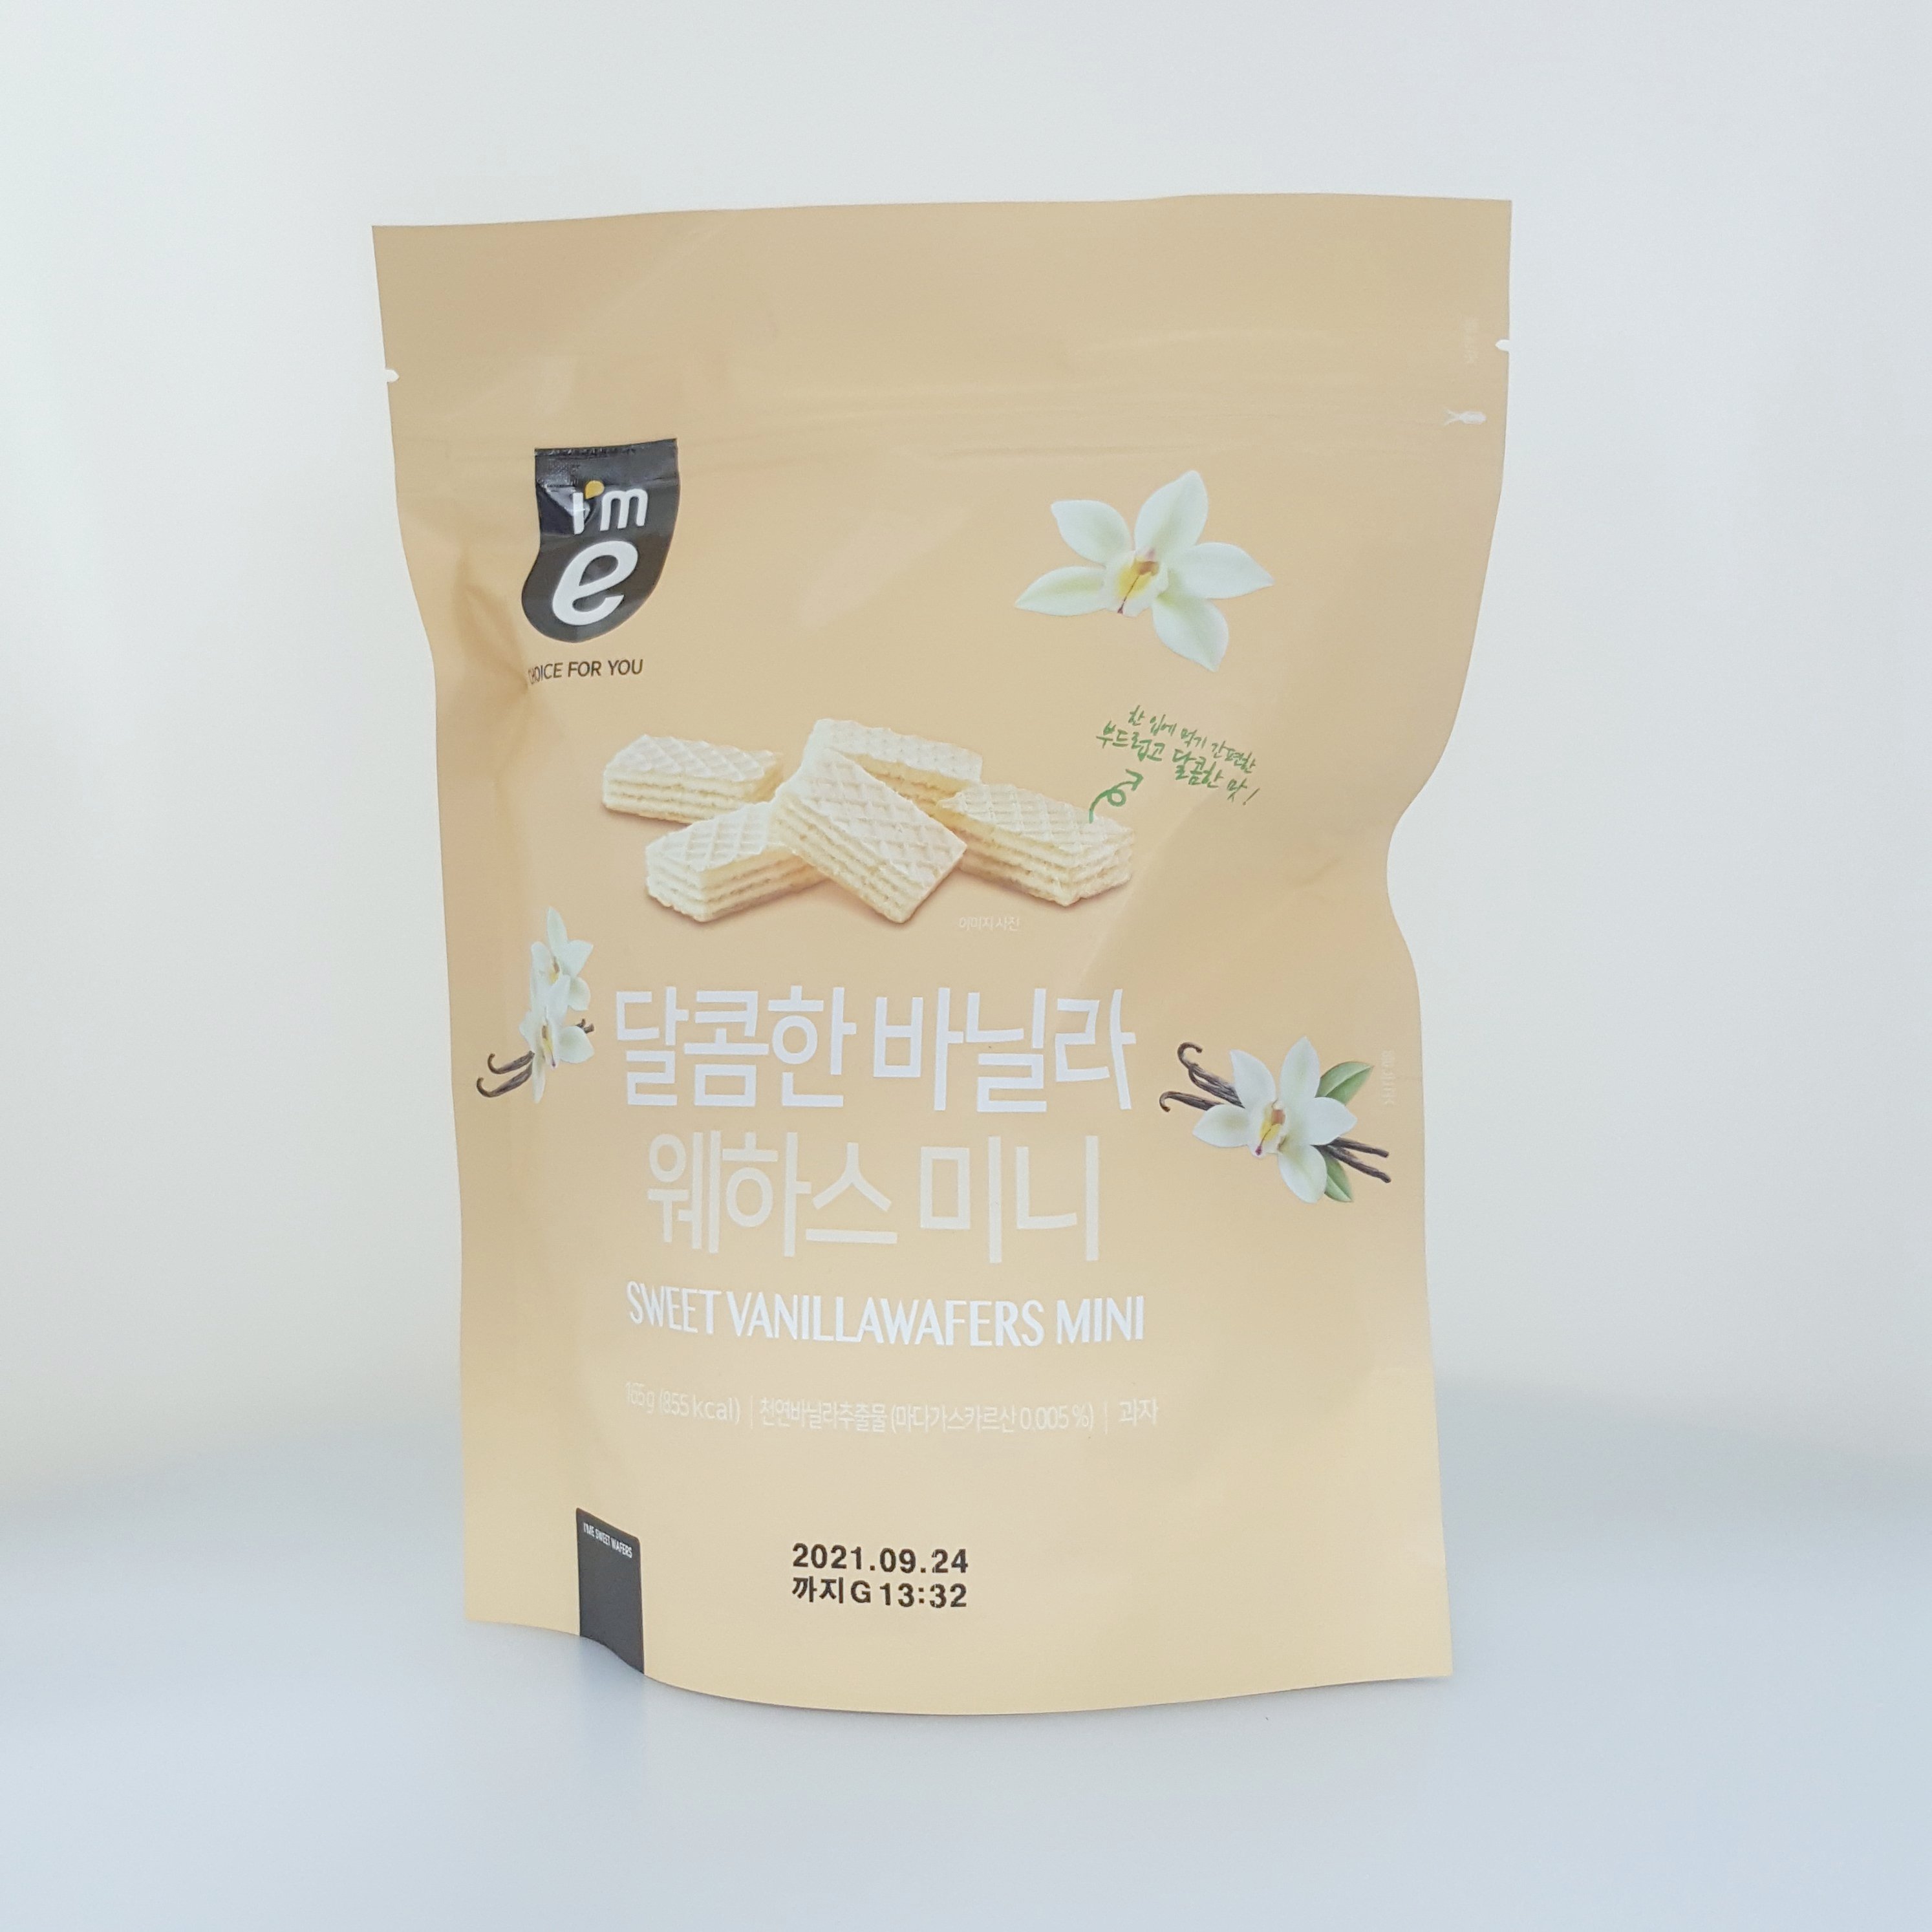 I'm
e
CHOICE FOR YOU
한 입에 먹기 간편한
부드럽고 달콤한 맛!
이미지 사진
달콤한 바닐라
웨하스 미니
SWEET VANILLAWAFERS MINI
165g (855 kcal) | 천연바닐라추출물 (마다가스카르산 0.005 %) | 과자
I'ME SWEET WAFERS
2021.09.24
까지 G 13:32